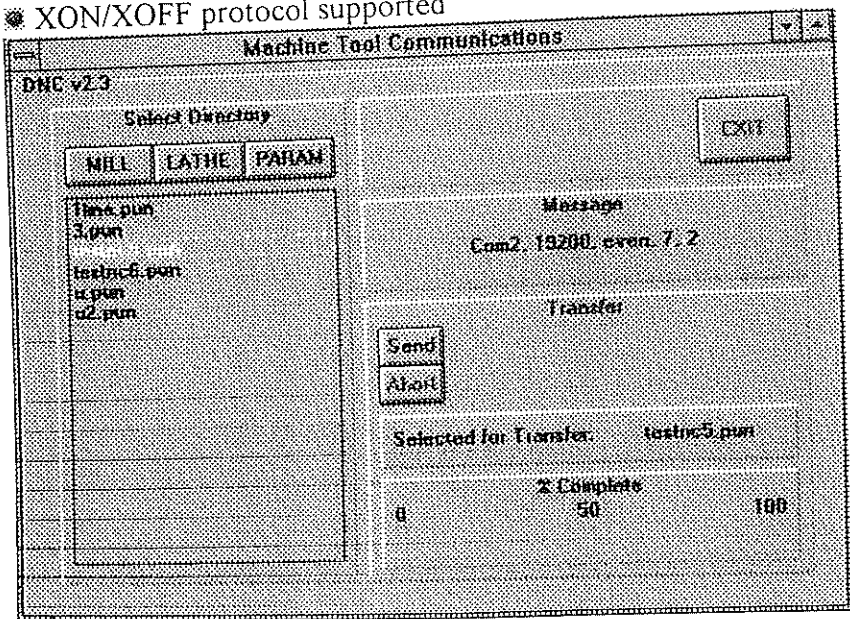 XON/XOFF protocol supported
Machine Tool Communications
DNC v2.3
Select Directory
MILL LATHE PARAM
EXIT
3.pun
testnc6.pun
u2.pun
Message
Com2, 19200, even, 7, 2
Transfer
Send
Abort
Selected for Transfer: testnc5.pun
% Complete
0 50 100